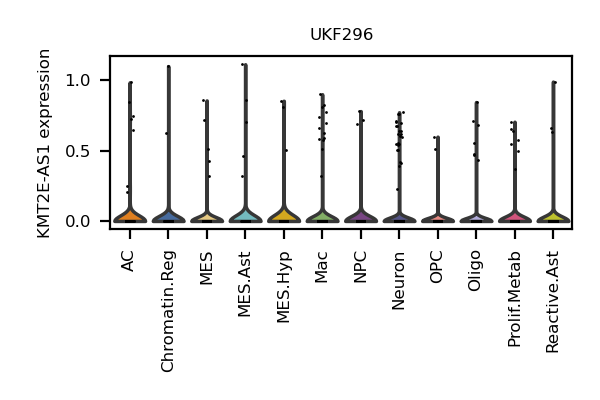 UKF296
KMT2E-AS1 expression
1.0
0.5
0.0
AC
Chromatin.Reg
MES
MES.Ast
MES.Hyp
Mac
NPC
Neuron
OPC
Oligo
Prolif.Metab
Reactive.Ast